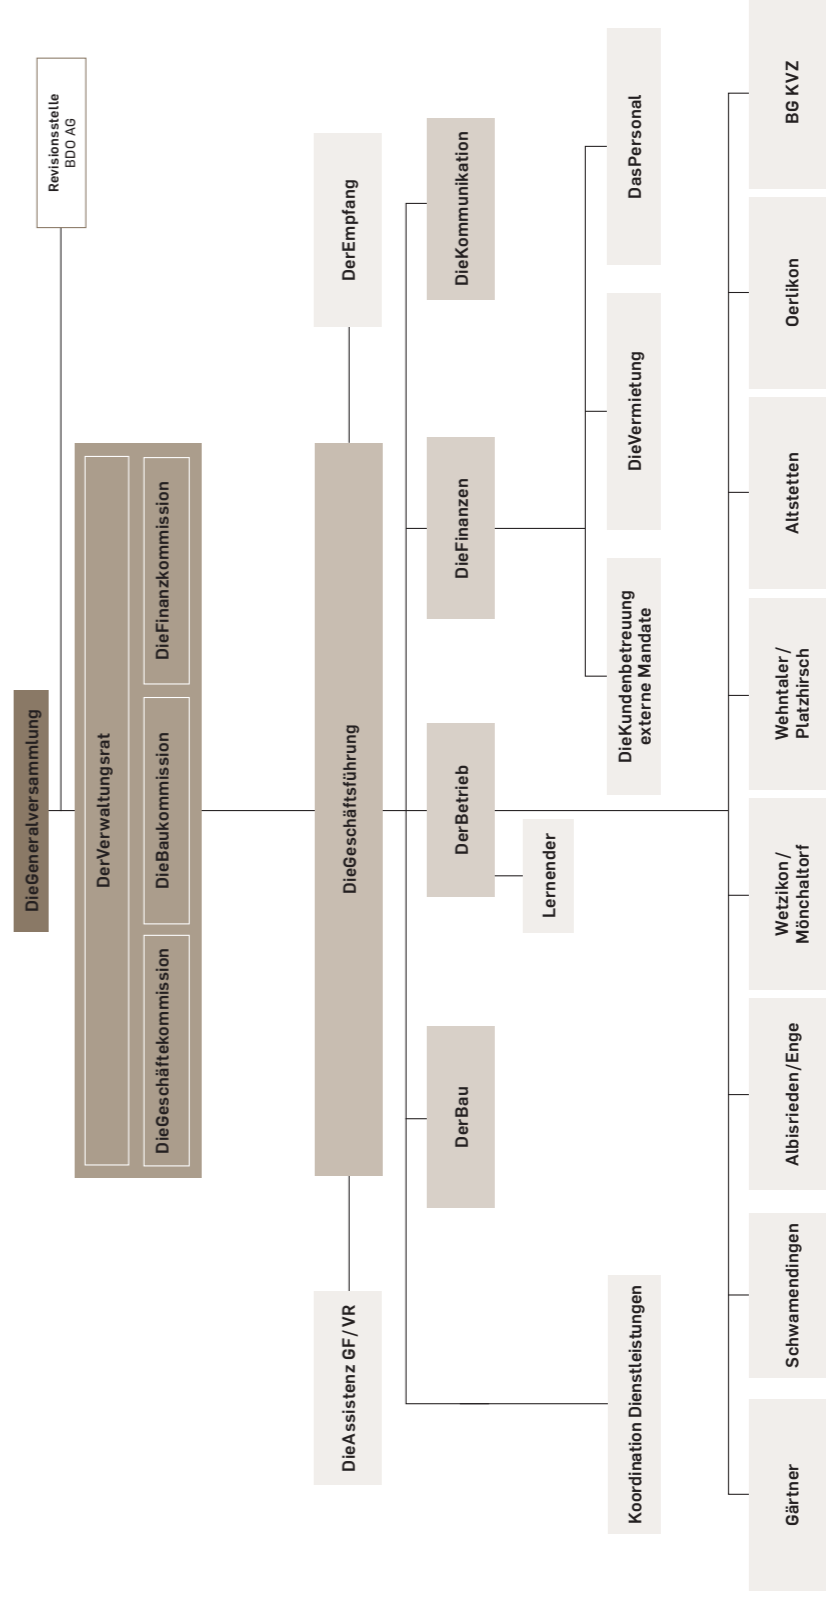 DieGeneralversammlung
Revisionsstelle
BDO AG
DerVerwaltungsrat
DieGeschäftekommission
DieBaukommission
DieFinanzkommission
DieAssistenz GF/VR
DieGeschäftsführung
DerEmpfang
DerBau
DerBetrieb
DieFinanzen
DieKommunikation
Lernender
Koordination Dienstleistungen
DieKundenbetreuung
externe Mandate
DieVermietung
DasPersonal
Gärtner
Schwamendingen
Albisrieden/Enge
Wetzikon/
Mönchaltorf
Wehntaler/
Platzhirsch
Altstetten
Oerlikon
BG KVZ